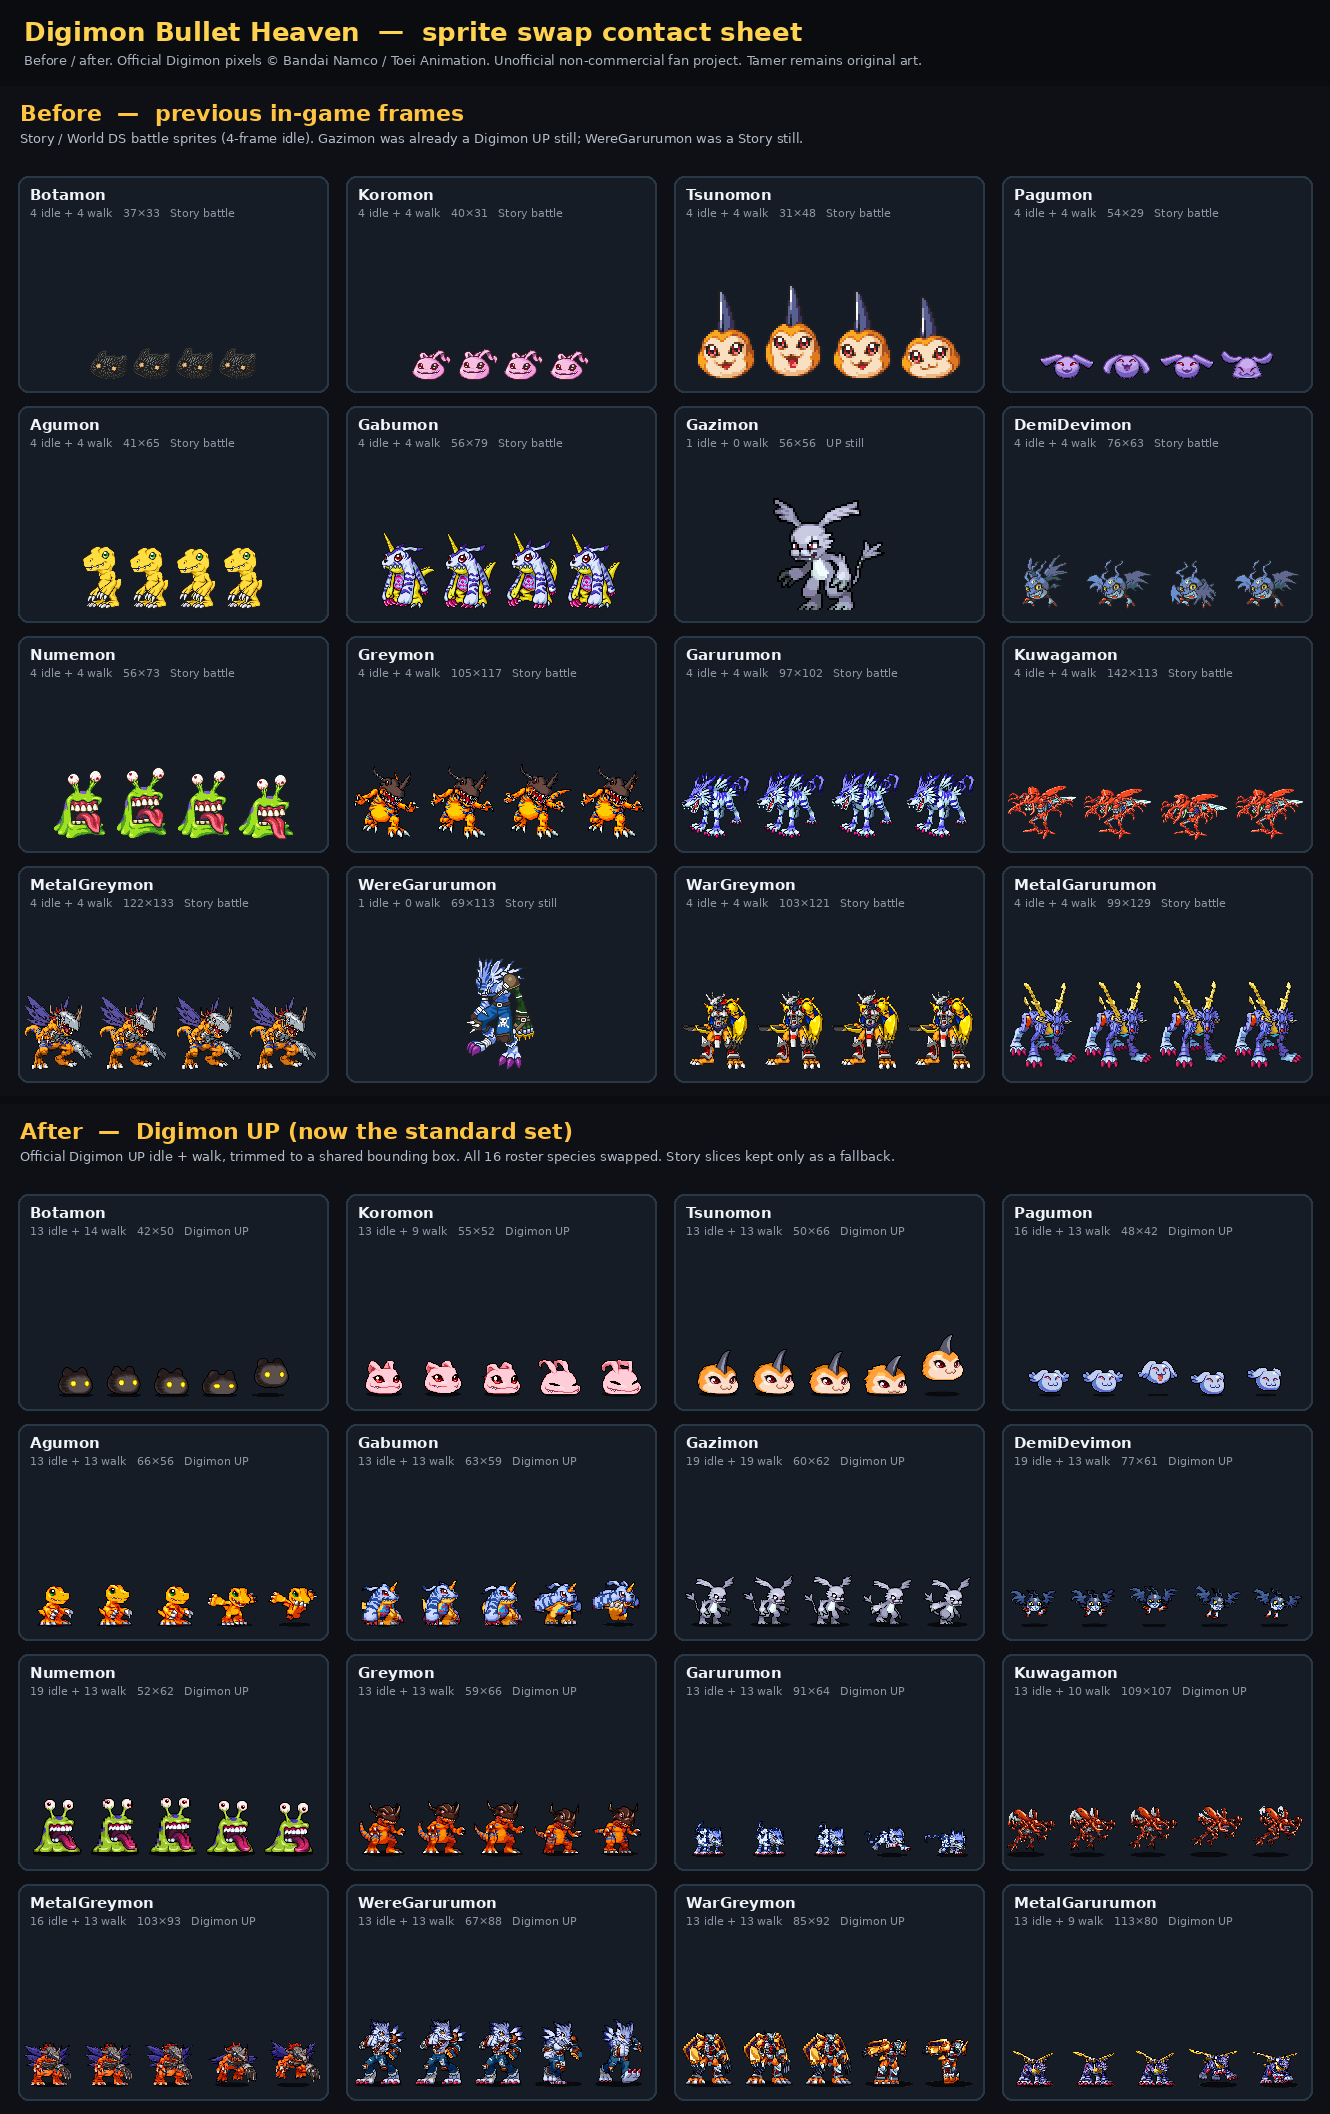 Digimon Bullet Heaven — sprite swap contact sheet
Before / after. Official Digimon pixels © Bandai Namco / Toei Animation. Unofficial non-commercial fan project. Tamer remains original art.
Before — previous in-game frames
Story / World DS battle sprites (4-frame idle). Gazimon was already a Digimon UP still; WereGarurumon was a Story still.
Botamon
4 idle + 4 walk 37×33 Story battle
Koromon
4 idle + 4 walk 40×31 Story battle
Tsunomon
4 idle + 4 walk 31×48 Story battle
Pagumon
4 idle + 4 walk 54×29 Story battle
Agumon
4 idle + 4 walk 41×65 Story battle
Gabumon
4 idle + 4 walk 56×79 Story battle
Gazimon
1 idle + 0 walk 56×56 UP still
DemiDevimon
4 idle + 4 walk 76×63 Story battle
Numemon
4 idle + 4 walk 56×73 Story battle
Greymon
4 idle + 4 walk 105×117 Story battle
Garurumon
4 idle + 4 walk 97×102 Story battle
Kuwagamon
4 idle + 4 walk 142×113 Story battle
MetalGreymon
4 idle + 4 walk 122×133 Story battle
WereGarurumon
1 idle + 0 walk 69×113 Story still
WarGreymon
4 idle + 4 walk 103×121 Story battle
MetalGarurumon
4 idle + 4 walk 99×129 Story battle
After — Digimon UP (now the standard set)
Official Digimon UP idle + walk, trimmed to a shared bounding box. All 16 roster species swapped. Story slices kept only as a fallback.
Botamon
13 idle + 14 walk 42×50 Digimon UP
Koromon
13 idle + 9 walk 55×52 Digimon UP
Tsunomon
13 idle + 13 walk 50×66 Digimon UP
Pagumon
16 idle + 13 walk 48×42 Digimon UP
Agumon
13 idle + 13 walk 66×56 Digimon UP
Gabumon
13 idle + 13 walk 63×59 Digimon UP
Gazimon
19 idle + 19 walk 60×62 Digimon UP
DemiDevimon
19 idle + 13 walk 77×61 Digimon UP
Numemon
19 idle + 13 walk 52×62 Digimon UP
Greymon
13 idle + 13 walk 59×66 Digimon UP
Garurumon
13 idle + 13 walk 91×64 Digimon UP
Kuwagamon
13 idle + 10 walk 109×107 Digimon UP
MetalGreymon
16 idle + 13 walk 103×93 Digimon UP
WereGarurumon
13 idle + 13 walk 67×88 Digimon UP
WarGreymon
13 idle + 13 walk 85×92 Digimon UP
MetalGarurumon
13 idle + 9 walk 113×80 Digimon UP